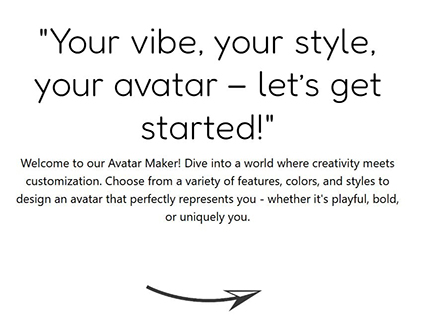 "Your vibe, your style,
your avatar – let’s get
started!"
Welcome to our Avatar Maker! Dive into a world where creativity meets
customization. Choose from a variety of features, colors, and styles to
design an avatar that perfectly represents you - whether it's playful, bold,
or uniquely you.